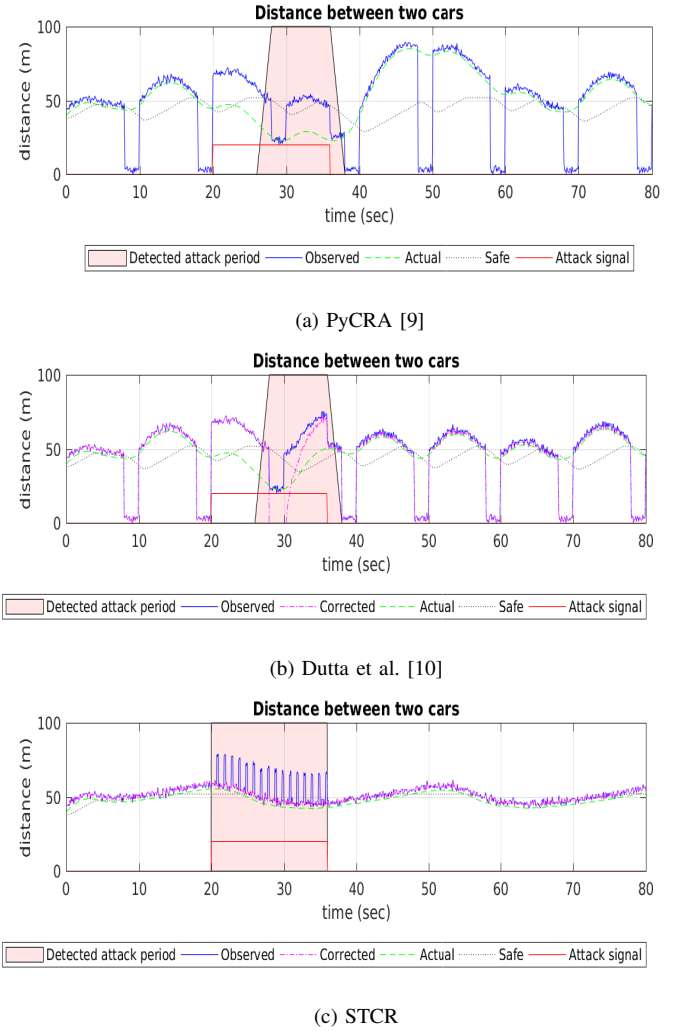 Distance between two cars
distance (m)
100
50
0
0 10 20 30 40 50 60 70 80
time (sec)
Detected attack period Observed Actual Safe Attack signal
(a) PyCRA [9]
Distance between two cars
distance (m)
100
50
0
0 10 20 30 40 50 60 70 80
time (sec)
Detected attack period Observed Corrected Actual Safe Attack signal
(b) Dutta et al. [10]
Distance between two cars
distance (m)
100
50
0
0 10 20 30 40 50 60 70 80
time (sec)
Detected attack period Observed Corrected Actual Safe Attack signal
(c) STCR